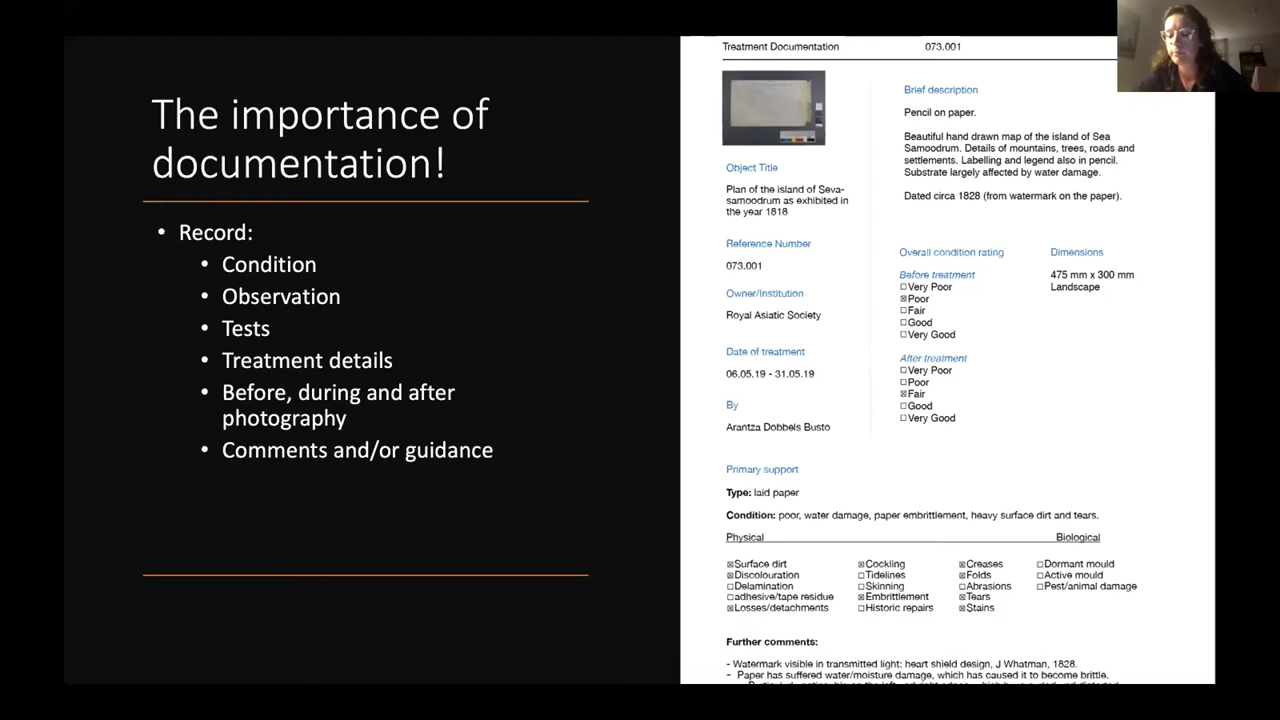 The importance of
documentation!
• Record:
• Condition
• Observation
• Tests
• Treatment details
• Before, during and after
photography
• Comments and/or guidance
Treatment Documentation 073.001
Object Title
Plan of the island of Seva-
samoodrum as exhibited in
the year 1818
Reference Number
073.001
Owner/Institution
Royal Asiatic Society
Date of treatment
06.05.19 - 31.05.19
By
Arantza Dobbels Busto
Brief description
Pencil on paper.
Beautiful hand drawn map of the island of Sea
Samoodrum. Details of mountains, trees, roads and
settlements. Labelling and legend also in pencil.
Substrate largely affected by water damage.
Dated circa 1828 (from watermark on the paper).
Overall condition rating
Before treatment
☐Very Poor
☒Poor
☐Fair
☐Good
☐Very Good
After treatment
☐Very Poor
☐Poor
☒Fair
☐Good
☐Very Good
Dimensions
475 mm x 300 mm
Landscape
Primary support
Type: laid paper
Condition: poor, water damage, paper embrittlement, heavy surface dirt and tears.
Physical Biological
☒Surface dirt ☒Cockling ☒Creases ☐Dormant mould
☒Discolouration ☐Tidelines ☒Folds ☐Active mould
☐Delamination ☐Skinning ☐Abrasions ☐Pest/animal damage
☐adhesive/tape residue ☒Embrittlement ☒Tears
☒Losses/detachments ☐Historic repairs ☒Stains
Further comments:
- Watermark visible in transmitted light: heart shield design, J Whatman, 1828.
- Paper has suffered water/moisture damage, which has caused it to become brittle.